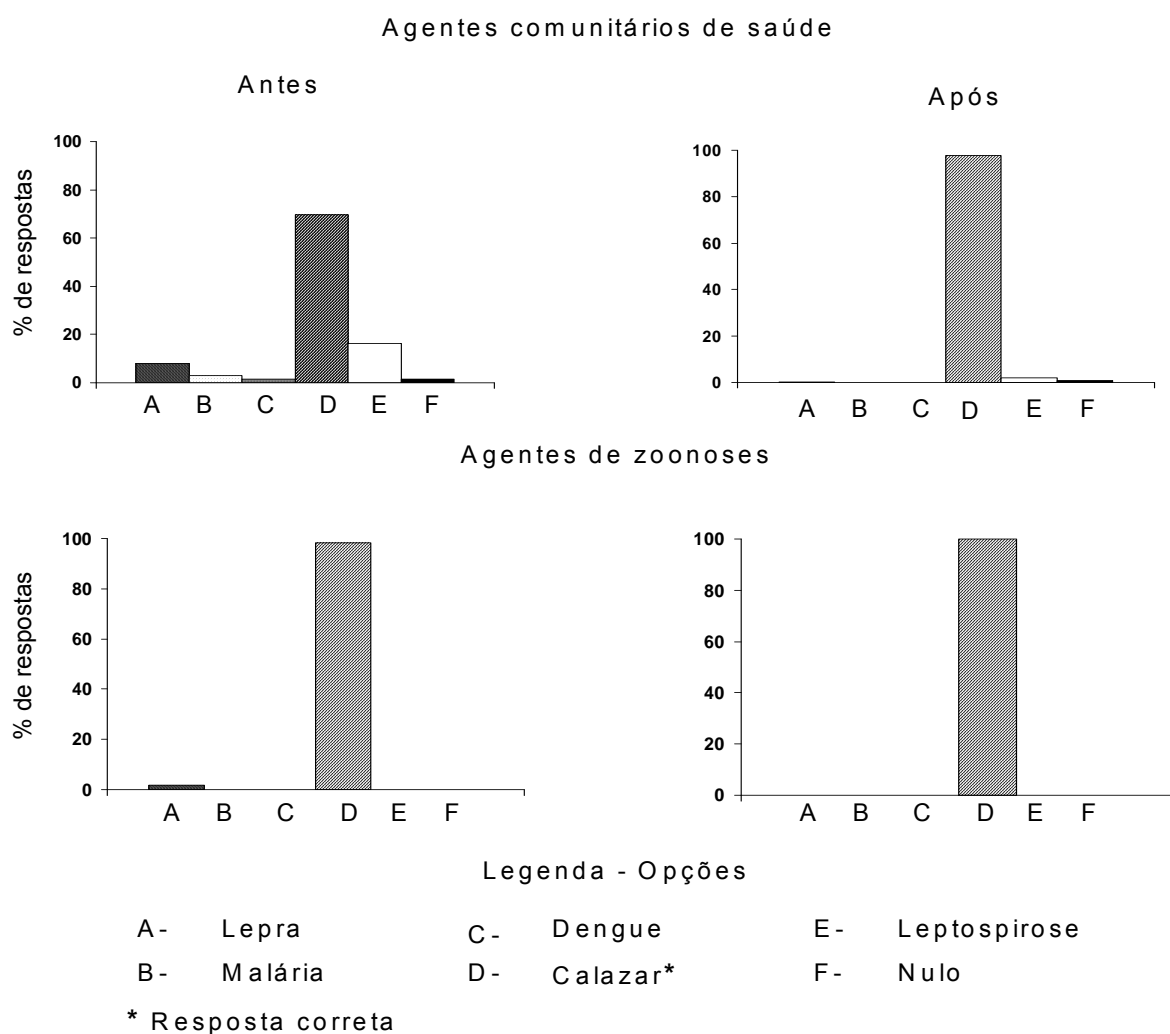 Agentes comunitários de saúde
Antes
Após
% de respostas
100
80
60
40
20
0
A B C D E F
100
80
60
40
20
0
A B C D E F
Agentes de zoonoses
% de respostas
100
80
60
40
20
0
A B C D E F
100
80
60
40
20
0
A B C D E F
Legenda - Opções
A- Lepra C- Dengue E- Leptospirose
B- Malária D- Calazar* F- Nulo
* Resposta correta